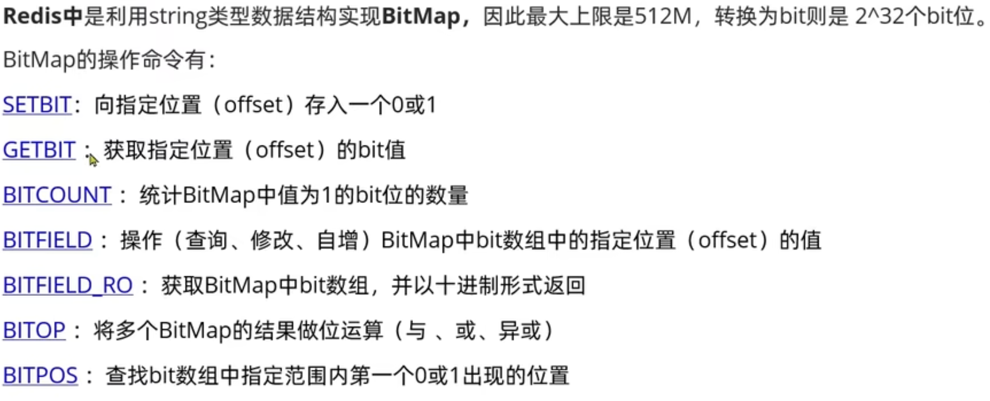 Redis中是利用string类型数据结构实现BitMap，因此最大上限是512M，转换为bit则是 2^32个bit位。
BitMap的操作命令有：
SETBIT：向指定位置（offset）存入一个0或1
GETBIT ：获取指定位置（offset）的bit值
BITCOUNT ：统计BitMap中值为1的bit位的数量
BITFIELD ：操作（查询、修改、自增）BitMap中bit数组中的指定位置（offset）的值
BITFIELD_RO ：获取BitMap中bit数组，并以十进制形式返回
BITOP ：将多个BitMap的结果做位运算（与 、或、异或）
BITPOS ：查找bit数组中指定范围内第一个0或1出现的位置